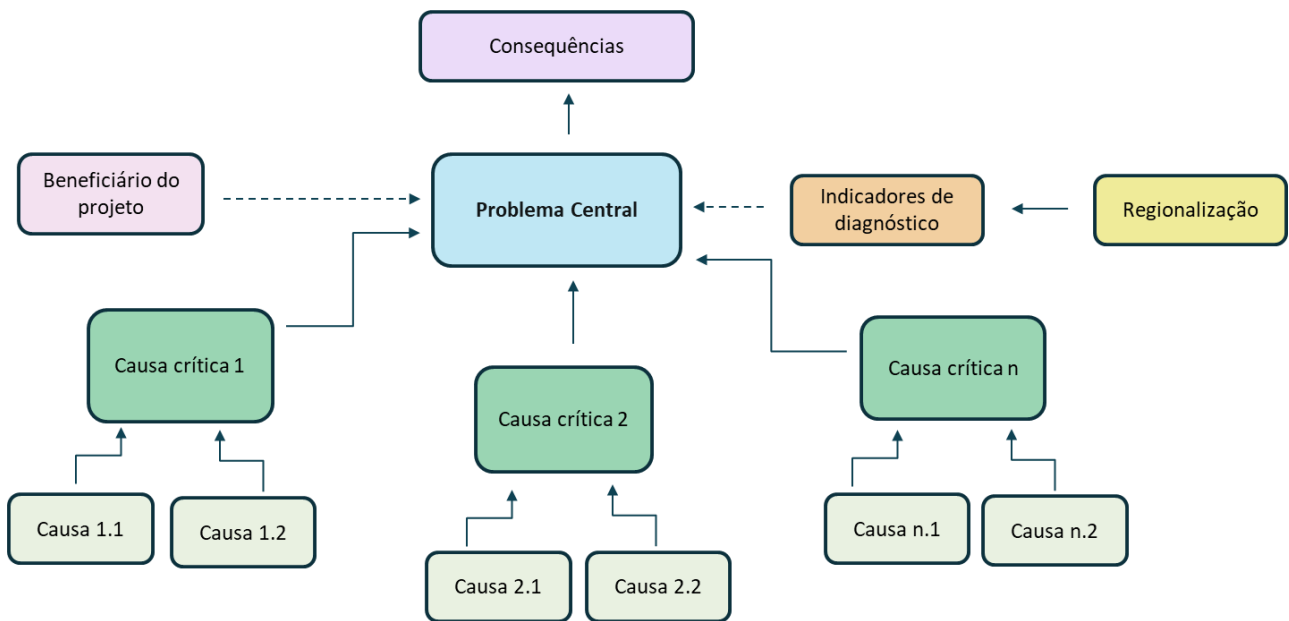 Consequências
Beneficiário do
projeto
Problema Central
Indicadores de
diagnóstico
Regionalização
Causa crítica 1
Causa crítica 2
Causa crítica n
Causa 1.1
Causa 1.2
Causa 2.1
Causa 2.2
Causa n.1
Causa n.2